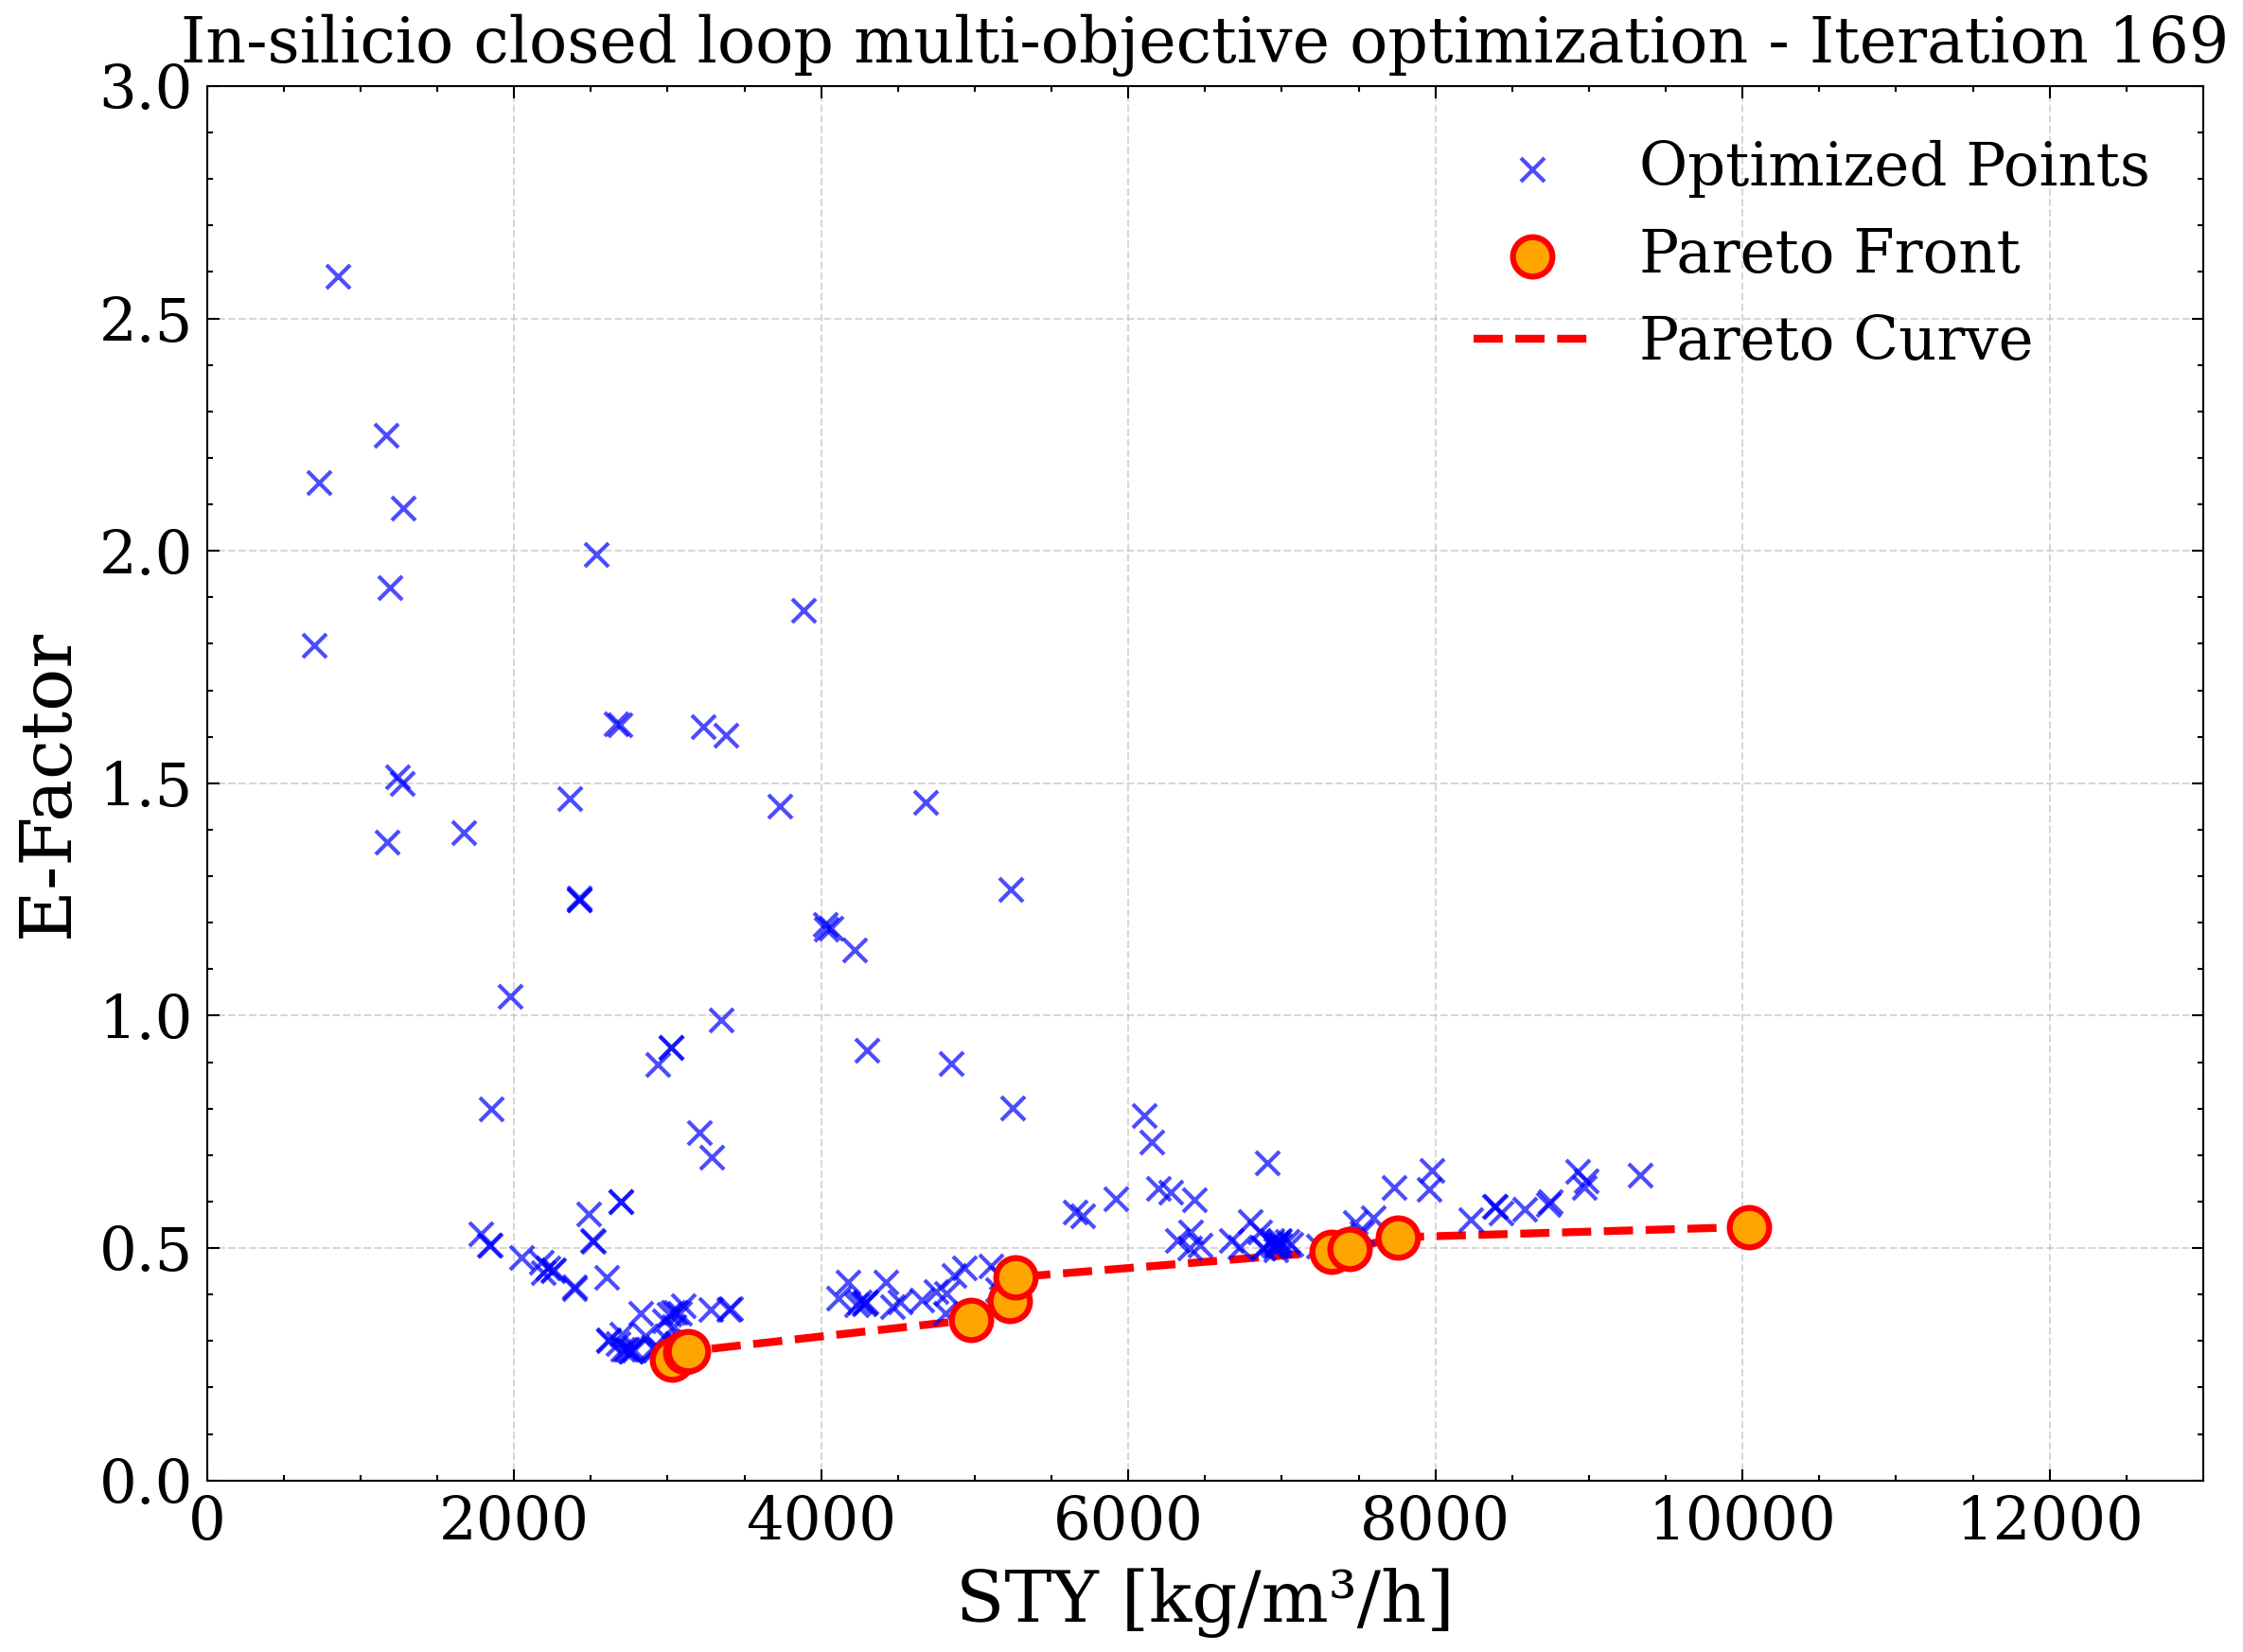 In-silicio closed loop multi-objective optimization - Iteration 169
3.0
2.5
2.0
1.5
1.0
0.5
0.0
E-Factor
Optimized Points
Pareto Front
Pareto Curve
0 2000 4000 6000 8000 10000 12000
STY [kg/m³/h]